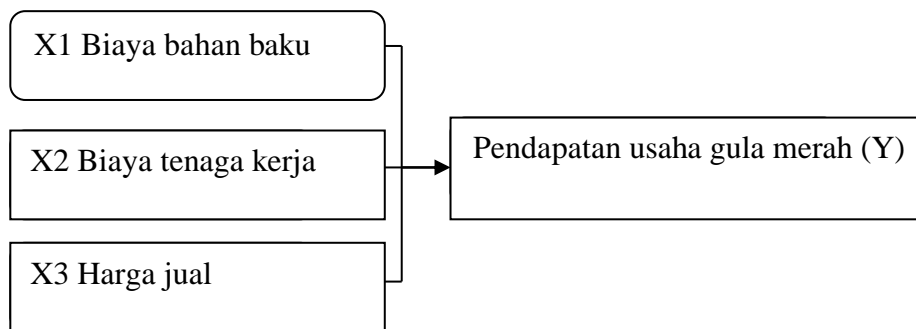 X1 Biaya bahan baku
X2 Biaya tenaga kerja
X3 Harga jual
Pendapatan usaha gula merah (Y)